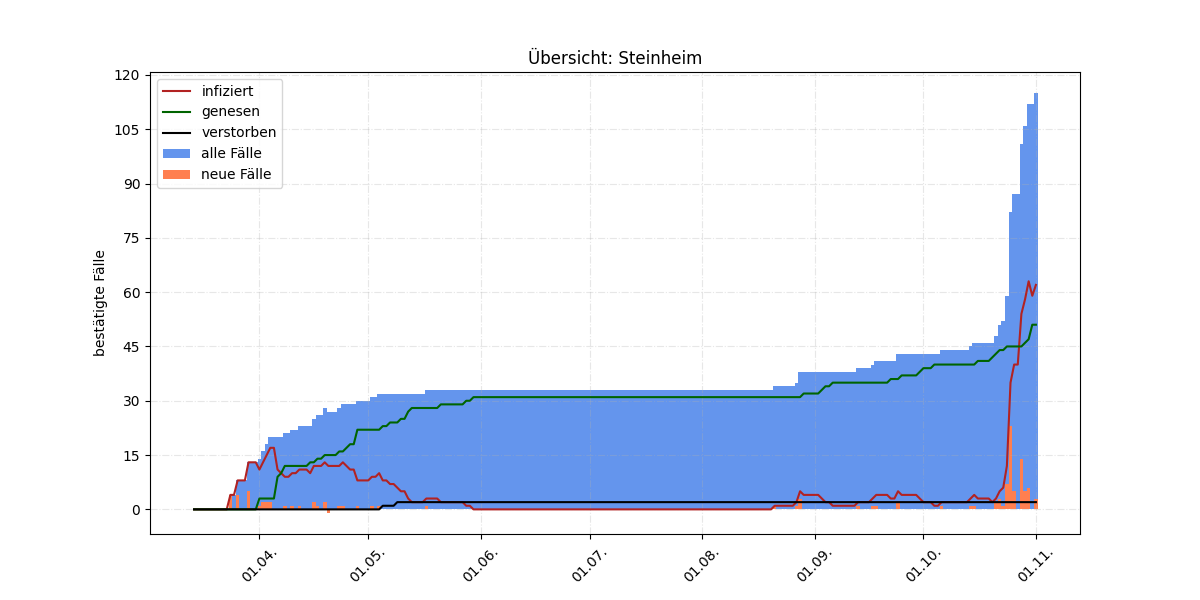 Übersicht: Steinheim
bestätigte Fälle
120
105
90
75
60
45
30
15
0
infiziert
genesen
verstorben
alle Fälle
neue Fälle
01.04.
01.05.
01.06.
01.07.
01.08.
01.09.
01.10.
01.11.